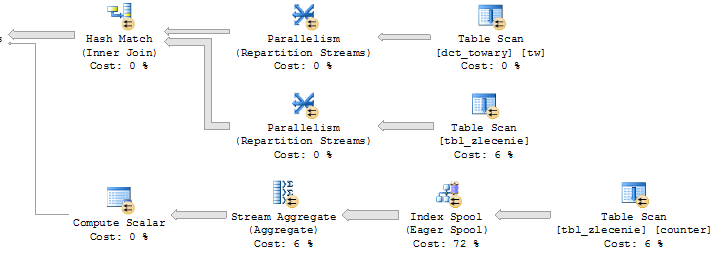 s
Hash Match
(Inner Join)
Cost: 0 %
Parallelism
(Repartition Streams)
Cost: 0 %
Table Scan
[dct_towary] [tw]
Cost: 0 %
Parallelism
(Repartition Streams)
Cost: 0 %
Table Scan
[tbl_zlecenie]
Cost: 6 %
Compute Scalar
Cost: 0 %
Stream Aggregate
(Aggregate)
Cost: 6 %
Index Spool
(Eager Spool)
Cost: 72 %
Table Scan
[tbl_zlecenie] [counter]
Cost: 6 %